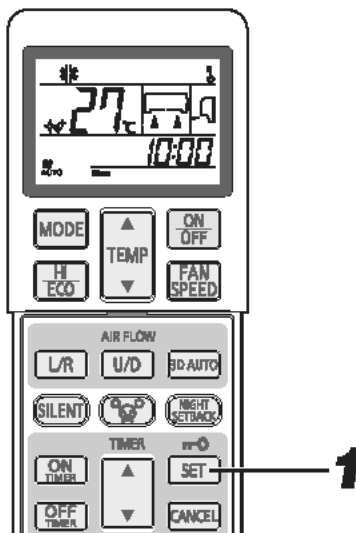 27°C
AUTO
10:00
MODE
TEMP
ON
OFF
HI
ECO
FAN
SPEED
AIR FLOW
L/R
U/D
3D AUTO
SILENT
NIGHT
SETBACK
TIMER
ON
TIMER
SET
1
OFF
TIMER
CANCEL